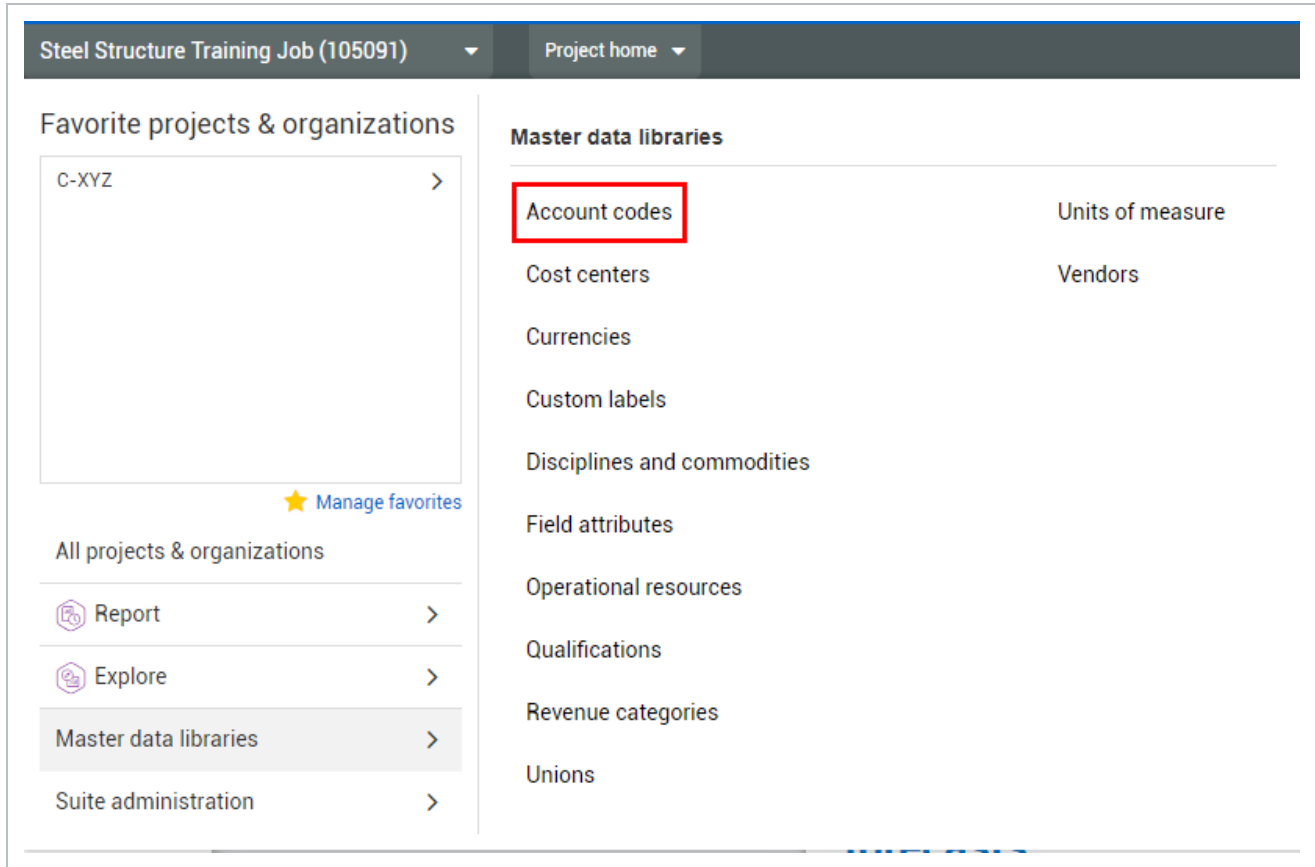 Steel Structure Training Job (105091)
Project home
Favorite projects & organizations
C-XYZ
Manage favorites
All projects & organizations
Report
Explore
Master data libraries
Suite administration
Master data libraries
Account codes
Cost centers
Currencies
Custom labels
Disciplines and commodities
Field attributes
Operational resources
Qualifications
Revenue categories
Unions
Units of measure
Vendors